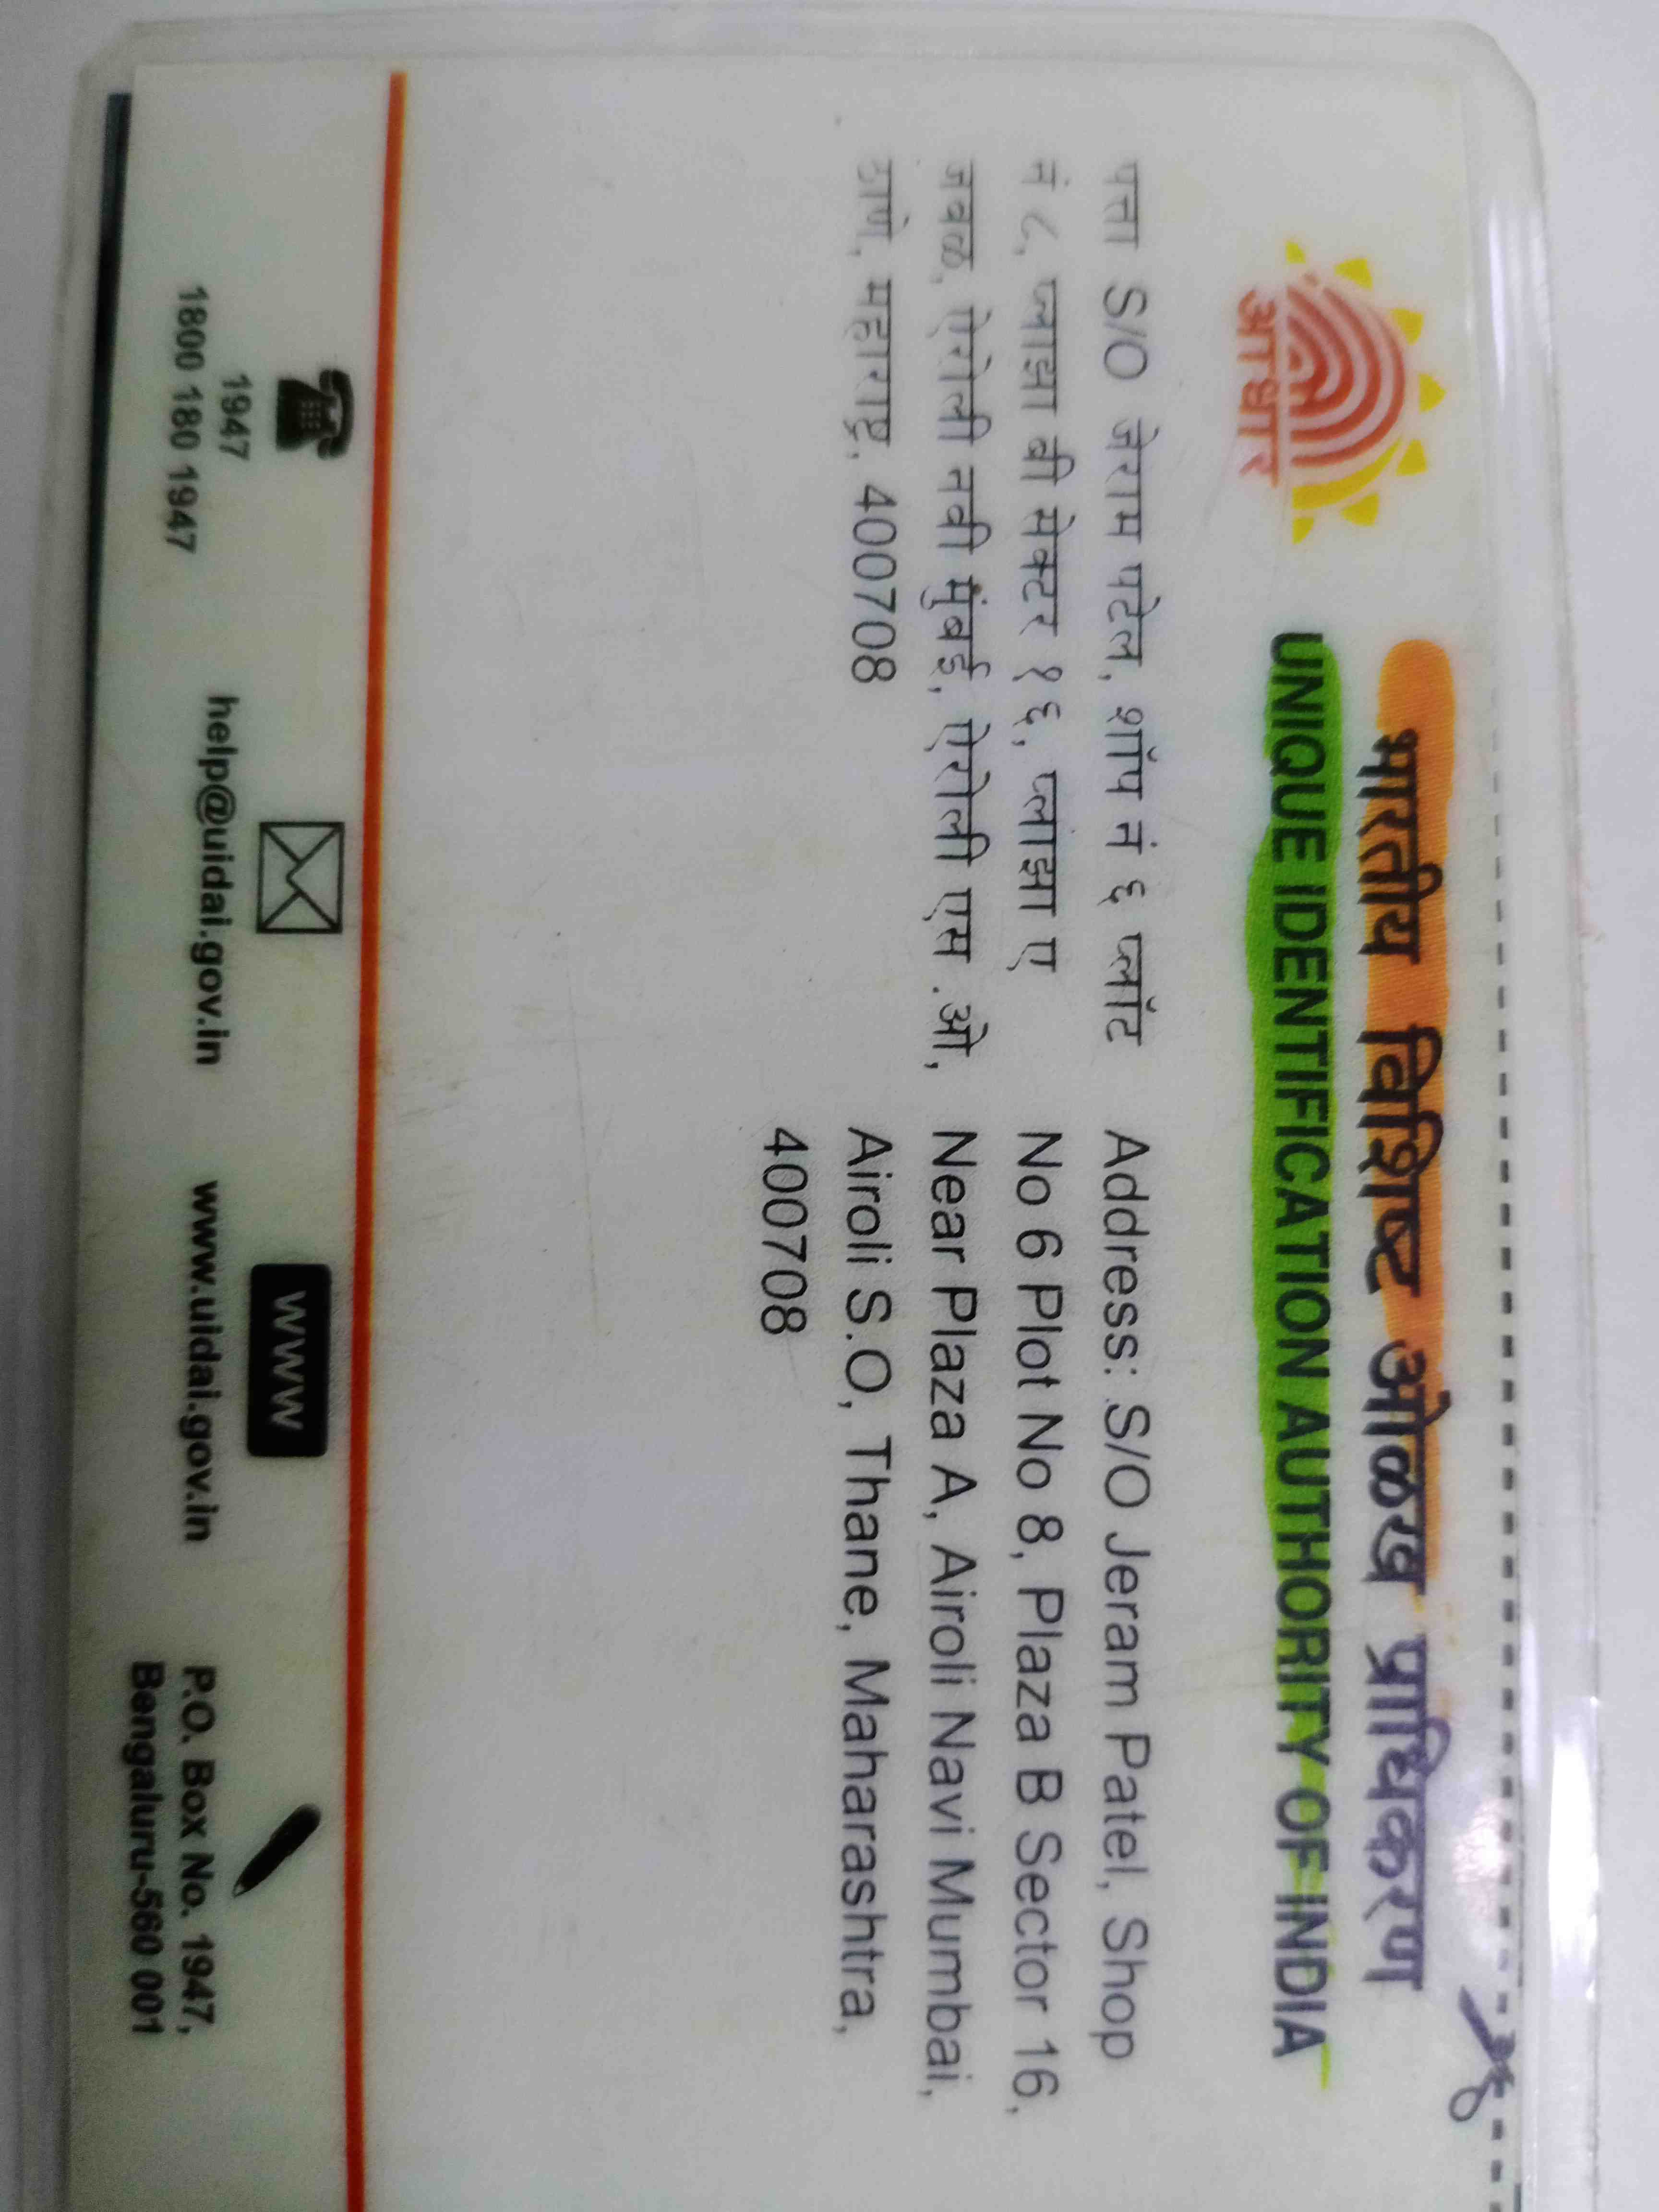 भारतीय विशिष्ट ओळख प्राधिकरण
UNIQUE IDENTIFICATION AUTHORITY OF INDIA
आधार
पत्ता S/O जेराम पटेल, शॉप नं ६ प्लॉट
नं ८, प्लाझा बी सेक्टर १६, प्लाझा ए
जवळ, ऐरोली नवी मुंबई, ऐरोली एस .ओ,
ठाणे, महाराष्ट्र, 400708
Address: S/O Jeram Patel, Shop
No 6 Plot No 8, Plaza B Sector 16,
Near Plaza A, Airoli Navi Mumbai,
Airoli S.O, Thane, Maharashtra,
400708
1947
1800 180 1947
help@uidai.gov.in
WWW
www.uidai.gov.in
P.O. Box No. 1947,
Bengaluru-560 001